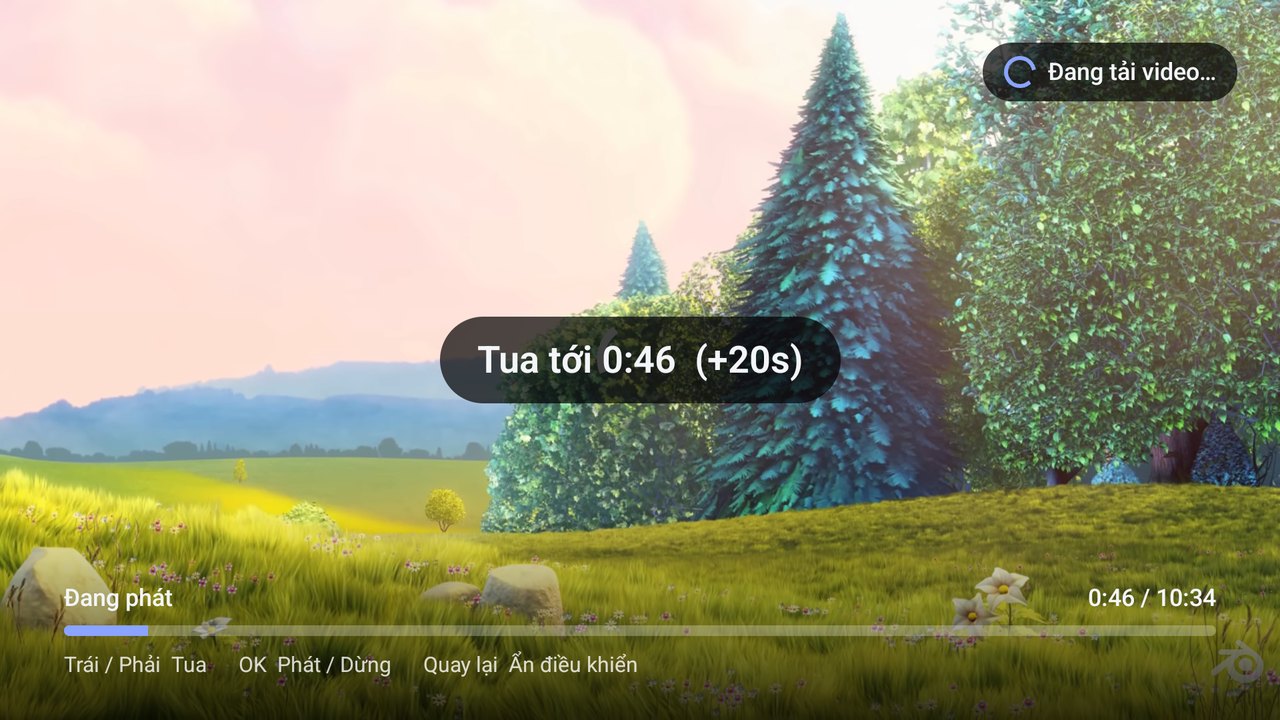 Đang tải video...
Tua tới 0:46 (+20s)
Đang phát
0:46 / 10:34
Trái / Phải Tua OK Phát / Dừng Quay lại Ẩn điều khiển